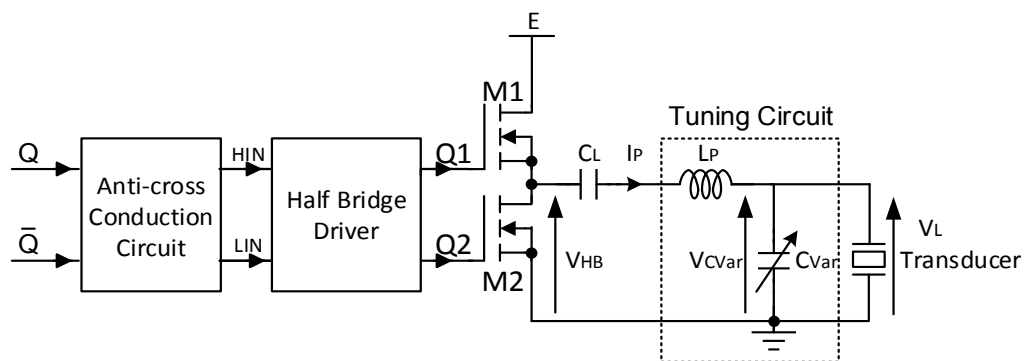 E
M1
Tuning Circuit
Q
HIN
Q1
CL
IP
LP
Anti-cross
Conduction
Circuit
Half Bridge
Driver
Q̅
LIN
Q2
M2
VHB
VCVar
CVar
VL
Transducer